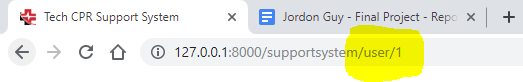 Tech CPR Support System
Jordon Guy - Final Project - Repo
127.0.0.1:8000/supportsystem/user/1